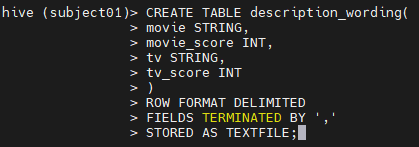 hive (subject01)> CREATE TABLE description_wording(
> movie STRING,
> movie_score INT,
> tv STRING,
> tv_score INT
> )
> ROW FORMAT DELIMITED
> FIELDS TERMINATED BY ','
> STORED AS TEXTFILE;